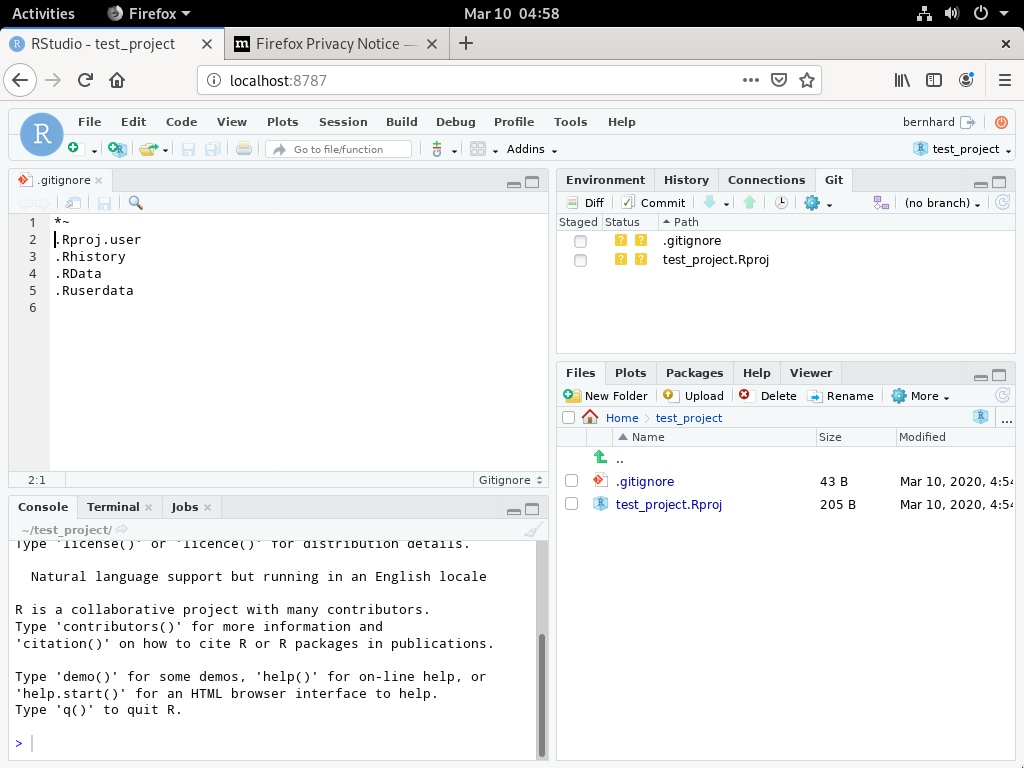 Activities Firefox Mar 10 04:58
RStudio - test_project Firefox Privacy Notice —
localhost:8787
R File Edit Code View Plots Session Build Debug Profile Tools Help bernhard
Go to file/function Addins test_project
.gitignore
1 *~
2 .Rproj.user
3 .Rhistory
4 .RData
5 .Ruserdata
6
2:1 Gitignore
Console Terminal Jobs
~/test_project/
Type 'license()' or 'licence()' for distribution details.
Natural language support but running in an English locale
R is a collaborative project with many contributors.
Type 'contributors()' for more information and
'citation()' on how to cite R or R packages in publications.
Type 'demo()' for some demos, 'help()' for on-line help, or
'help.start()' for an HTML browser interface to help.
Type 'q()' to quit R.
>
Environment History Connections Git
Diff Commit (no branch)
Staged Status Path
? ? .gitignore
? ? test_project.Rproj
Files Plots Packages Help Viewer
New Folder Upload Delete Rename More
Home test_project ...
Name Size Modified
..
.gitignore 43 B Mar 10, 2020, 4:54
test_project.Rproj 205 B Mar 10, 2020, 4:54